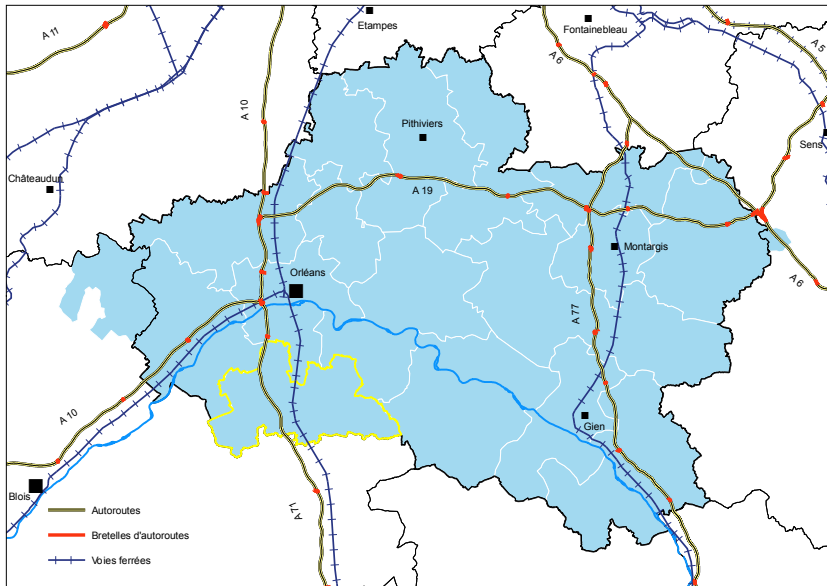 Etampes
Fontainebleau
A 11
A 6
A 5
A 10
Pithiviers
Sens
Châteaudun
A 19
Montargis
Orléans
A 6
A 77
A 10
Gien
Blois
A 71
Autoroutes
Bretelles d'autoroutes
Voies ferrées